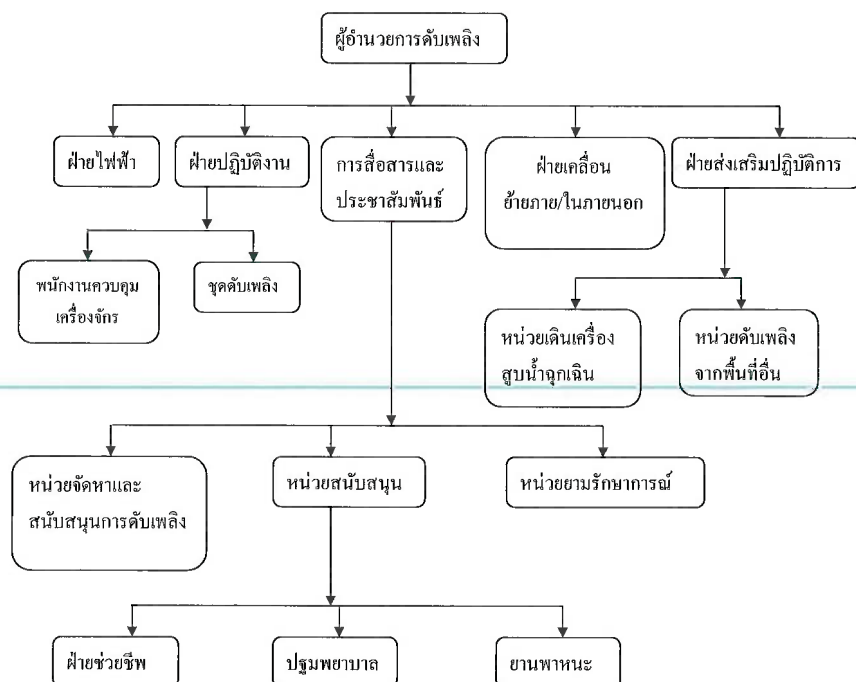 ผู้อำนวยการดับเพลิง
ฝ่ายไฟฟ้า
ฝ่ายปฏิบัติงาน
การสื่อสารและ
ประชาสัมพันธ์
ฝ่ายเคลื่อน
ย้ายภาย/ในภายนอก
ฝ่ายส่งเสริมปฏิบัติการ
พนักงานควบคุม
เครื่องจักร
ชุดดับเพลิง
หน่วยเดินเครื่อง
สูบน้ำฉุกเฉิน
หน่วยดับเพลิง
จากพื้นที่อื่น
หน่วยจัดหาและ
สนับสนุนการดับเพลิง
หน่วยสนับสนุน
หน่วยยามรักษาการณ์
ฝ่ายช่วยชีพ
ปฐมพยาบาล
ยานพาหนะ